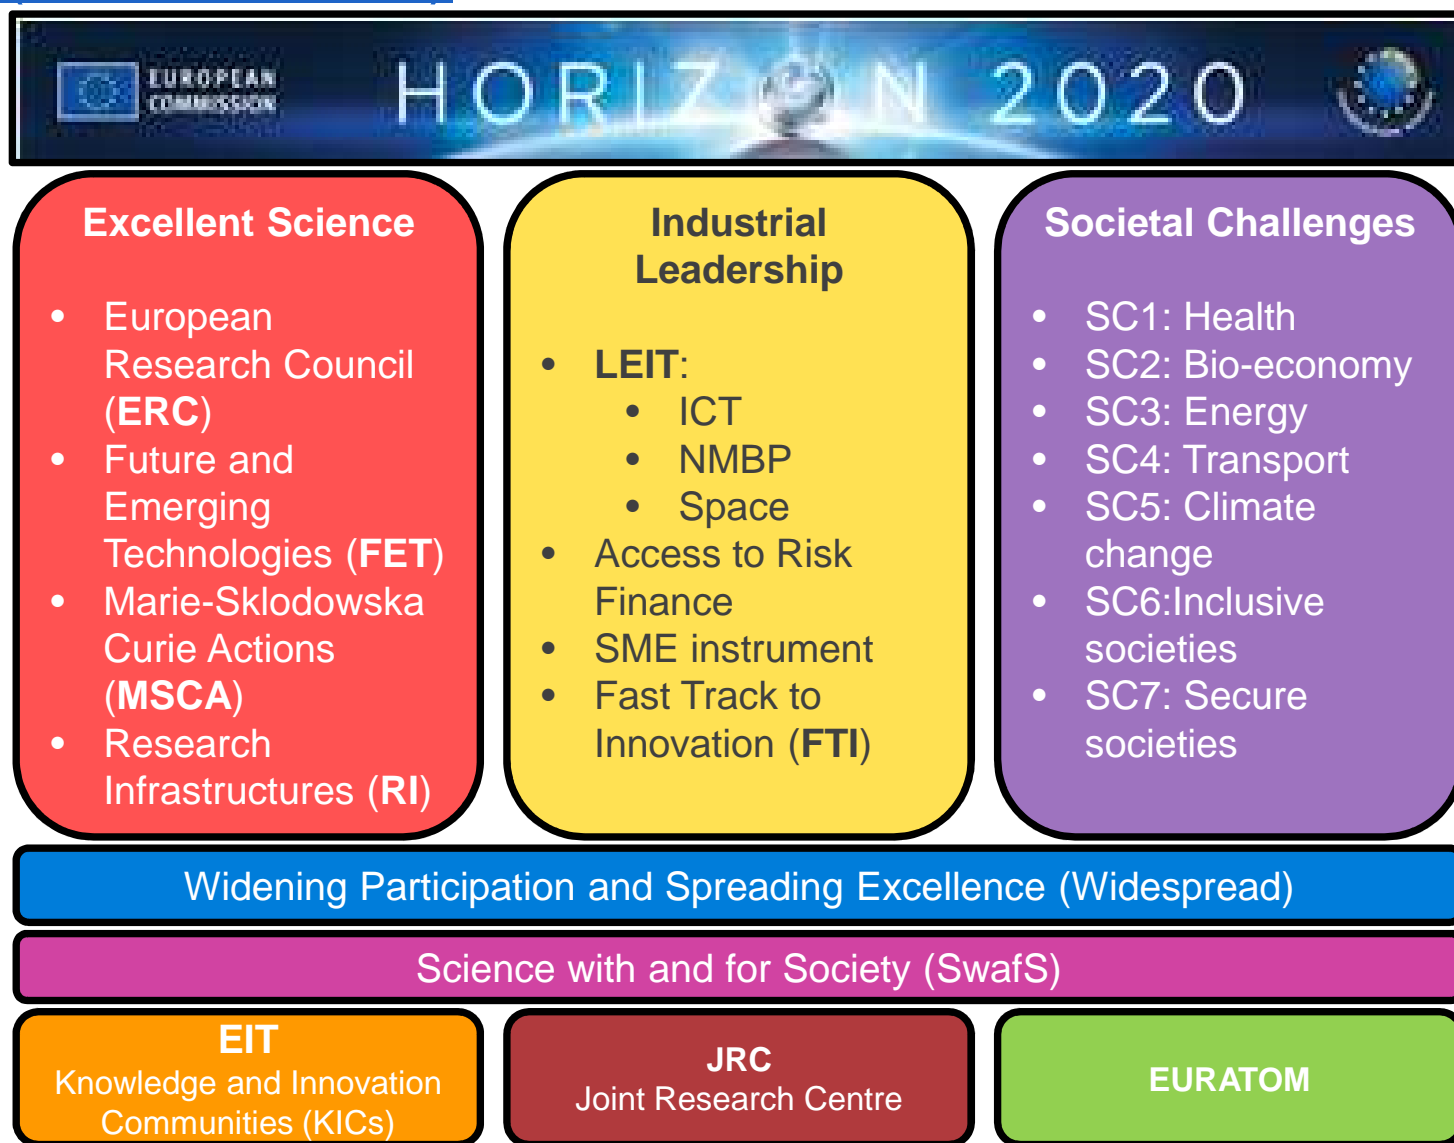 EUROPEAN
COMMISSION
HORIZON 2020
Excellent Science
• European
Research Council
(ERC)
• Future and
Emerging
Technologies (FET)
• Marie-Sklodowska
Curie Actions
(MSCA)
• Research
Infrastructures (RI)
Industrial
Leadership
• LEIT:
• ICT
• NMBP
• Space
• Access to Risk
Finance
• SME instrument
• Fast Track to
Innovation (FTI)
Societal Challenges
• SC1: Health
• SC2: Bio-economy
• SC3: Energy
• SC4: Transport
• SC5: Climate
change
• SC6:Inclusive
societies
• SC7: Secure
societies
Widening Participation and Spreading Excellence (Widespread)
Science with and for Society (SwafS)
EIT
Knowledge and Innovation
Communities (KICs)
JRC
Joint Research Centre
EURATOM